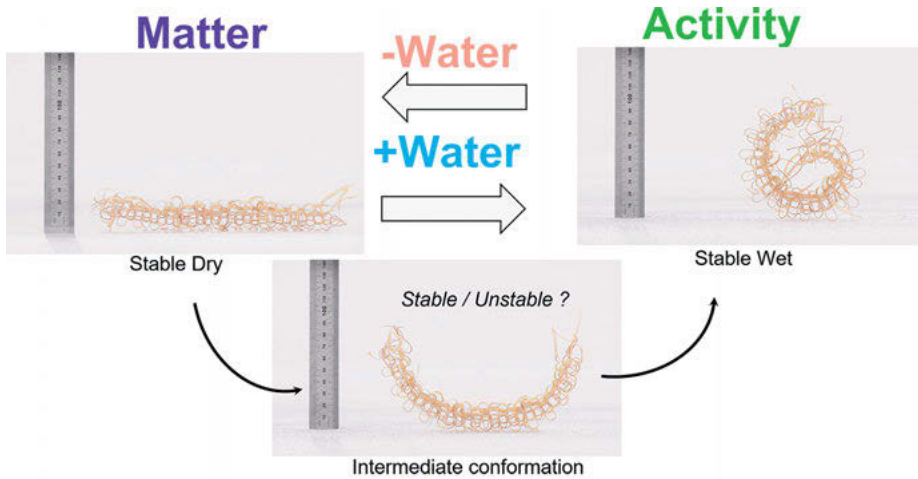 Matter
-Water
Activity
+Water
Stable Dry
Stable Wet
Stable / Unstable ?
Intermediate conformation